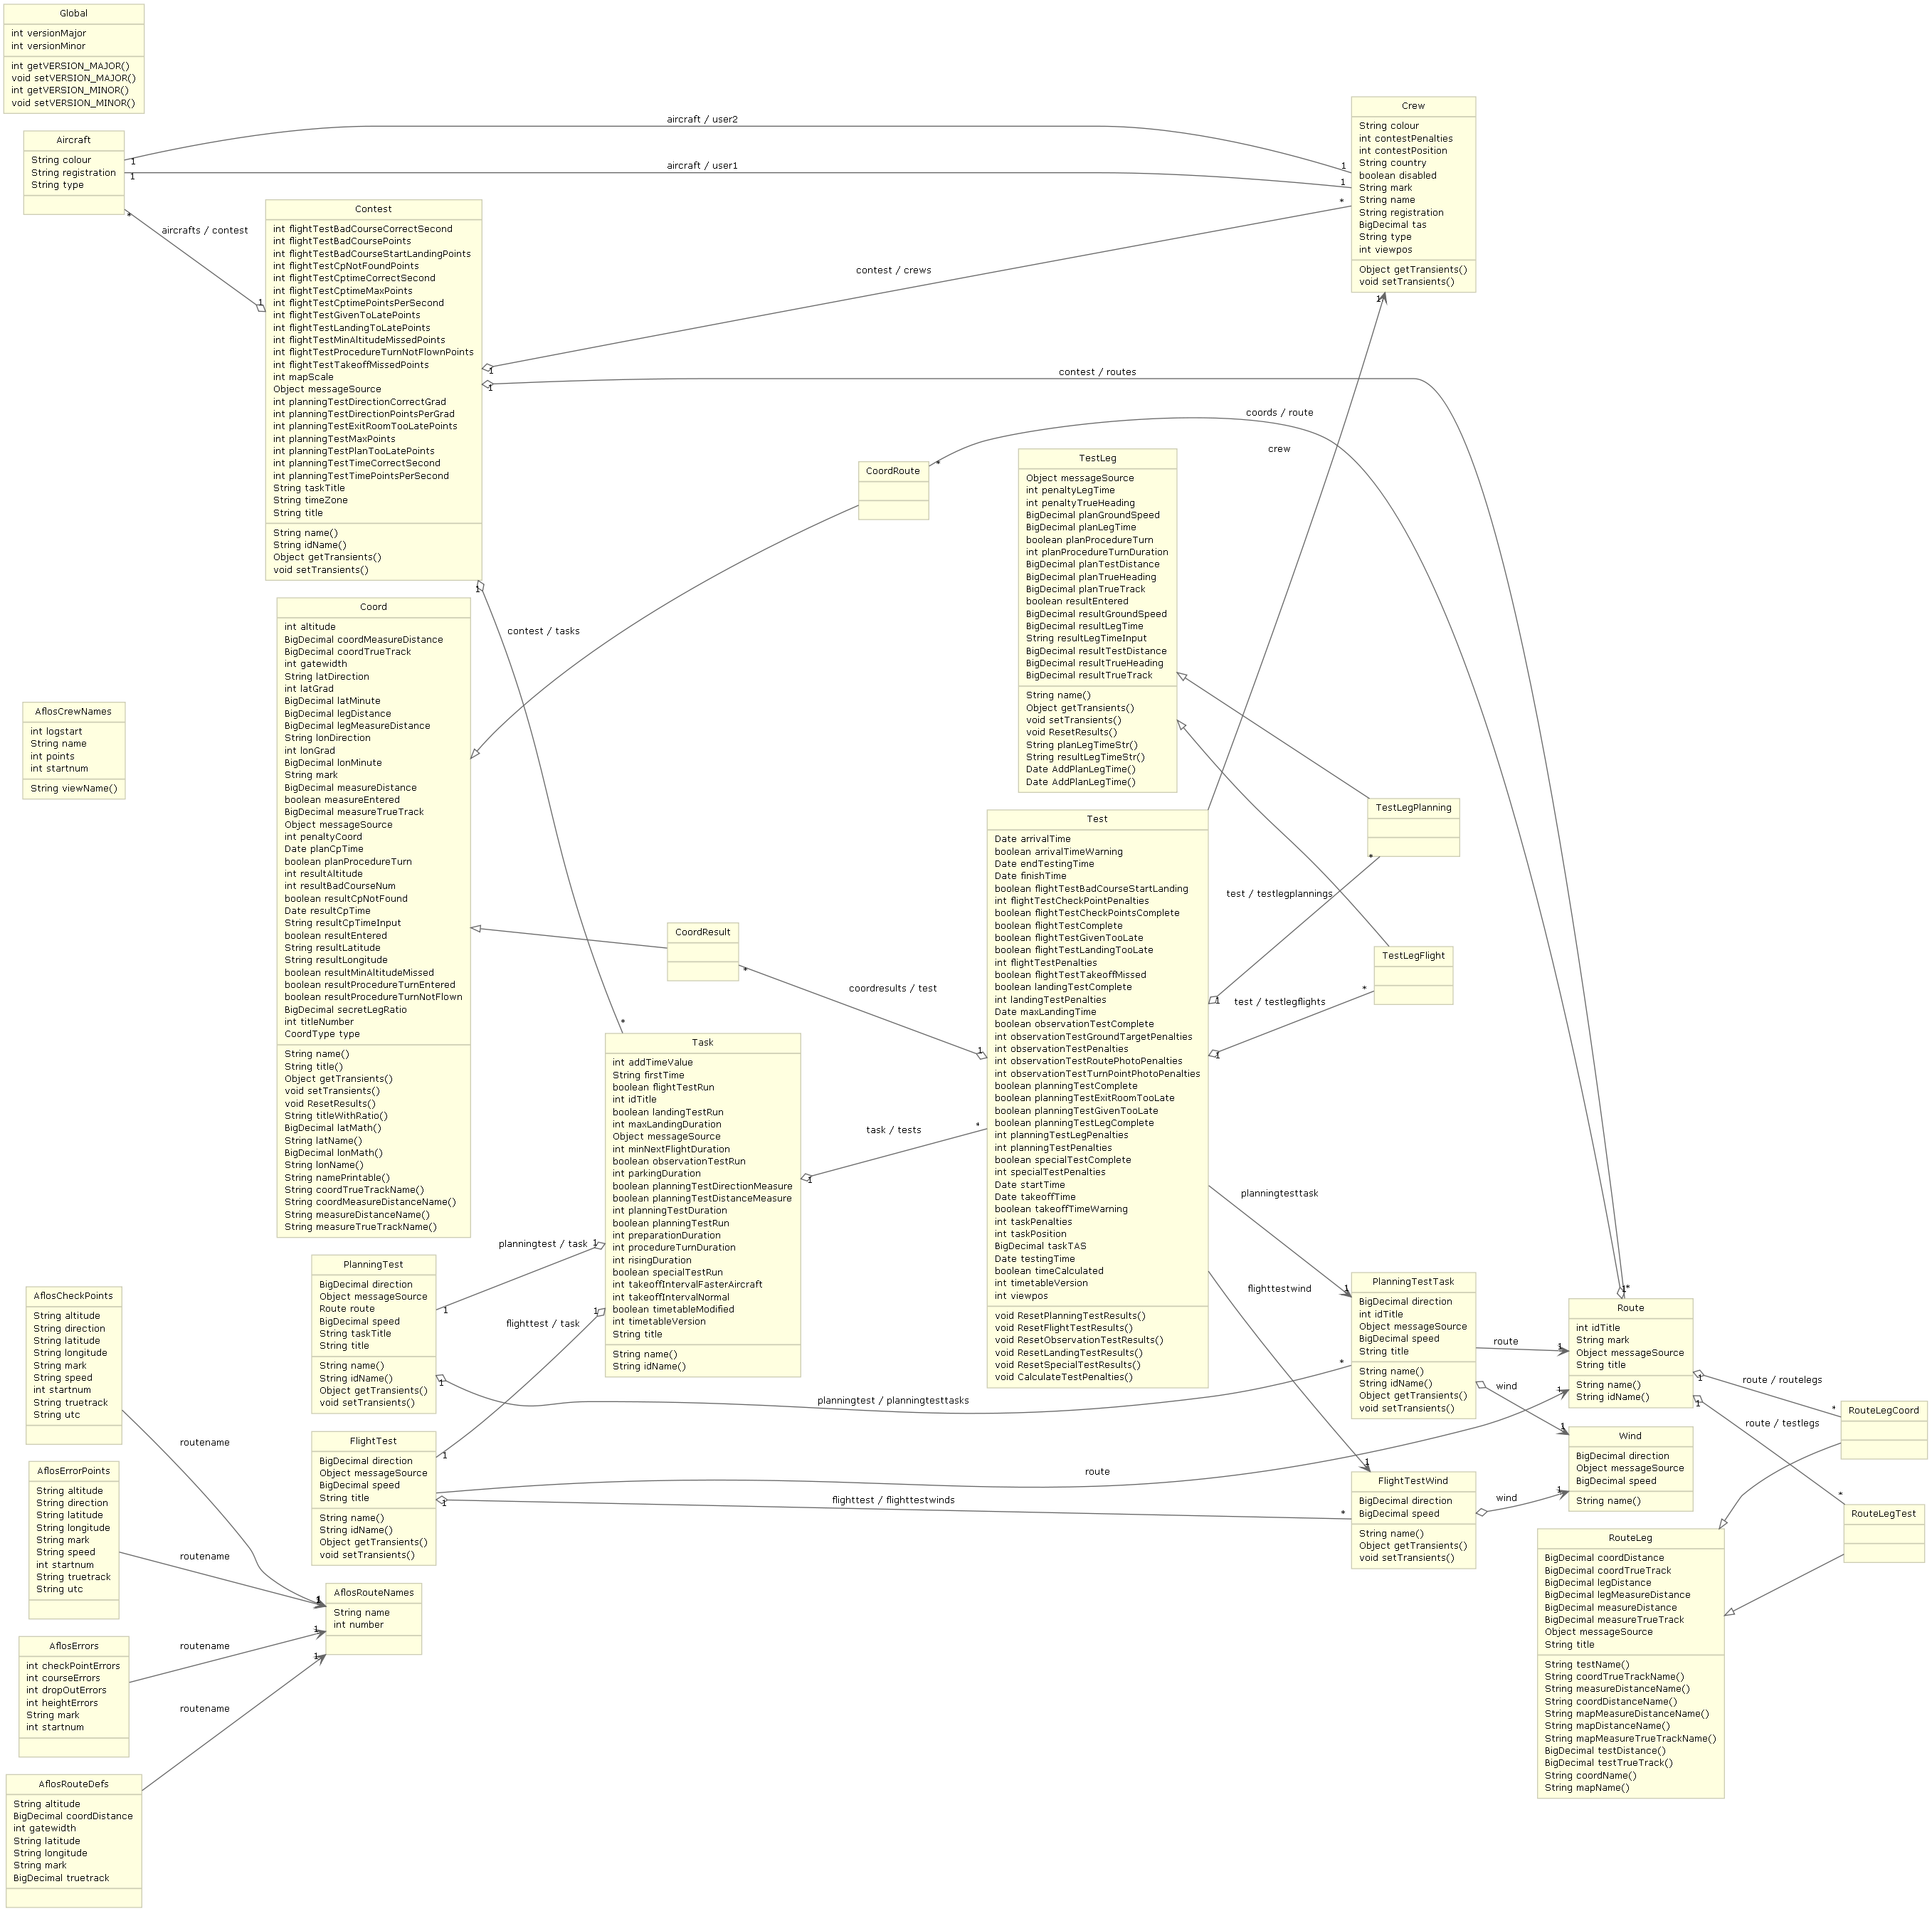 Global
int versionMajor
int versionMinor
int getVERSION_MAJOR()
void setVERSION_MAJOR()
int getVERSION_MINOR()
void setVERSION_MINOR()
Aircraft
String colour
String registration
String type
1
1
*
aircraft / user2
aircraft / user1
1
1
aircrafts / contest
1
Crew
String colour
int contestPenalties
int contestPosition
String country
boolean disabled
String mark
String name
String registration
BigDecimal tas
String type
int viewpos
Object getTransients()
void setTransients()
Contest
int flightTestBadCourseCorrectSecond
int flightTestBadCoursePoints
int flightTestBadCourseStartLandingPoints
int flightTestCpNotFoundPoints
int flightTestCptimeCorrectSecond
int flightTestCptimeMaxPoints
int flightTestCptimePointsPerSecond
int flightTestGivenToLatePoints
int flightTestLandingToLatePoints
int flightTestMinAltitudeMissedPoints
int flightTestProcedureTurnNotFlownPoints
int flightTestTakeoffMissedPoints
int mapScale
Object messageSource
int planningTestDirectionCorrectGrad
int planningTestDirectionPointsPerGrad
int planningTestExitRoomTooLatePoints
int planningTestMaxPoints
int planningTestPlanTooLatePoints
int planningTestTimeCorrectSecond
int planningTestTimePointsPerSecond
String taskTitle
String timeZone
String title
String name()
String idName()
Object getTransients()
void setTransients()
1
contest / crews
*
1
contest / routes
*
1
contest / tasks
*
CoordRoute
*
coords / route
1
crew
1
TestLeg
Object messageSource
int penaltyLegTime
int penaltyTrueHeading
BigDecimal planGroundSpeed
BigDecimal planLegTime
boolean planProcedureTurn
int planProcedureTurnDuration
BigDecimal planTestDistance
BigDecimal planTrueHeading
BigDecimal planTrueTrack
boolean resultEntered
BigDecimal resultGroundSpeed
BigDecimal resultLegTime
String resultLegTimeInput
BigDecimal resultTestDistance
BigDecimal resultTrueHeading
BigDecimal resultTrueTrack
String name()
Object getTransients()
void setTransients()
void ResetResults()
String planLegTimeStr()
String resultLegTimeStr()
Date AddPlanLegTime()
Date AddPlanLegTime()
Coord
int altitude
BigDecimal coordMeasureDistance
BigDecimal coordTrueTrack
int gatewidth
String latDirection
int latGrad
BigDecimal latMinute
BigDecimal legDistance
BigDecimal legMeasureDistance
String lonDirection
int lonGrad
BigDecimal lonMinute
String mark
BigDecimal measureDistance
boolean measureEntered
BigDecimal measureTrueTrack
Object messageSource
int penaltyCoord
Date planCpTime
boolean planProcedureTurn
int resultAltitude
int resultBadCourseNum
boolean resultCpNotFound
Date resultCpTime
String resultCpTimeInput
boolean resultEntered
String resultLatitude
String resultLongitude
boolean resultMinAltitudeMissed
boolean resultProcedureTurnEntered
boolean resultProcedureTurnNotFlown
BigDecimal secretLegRatio
int titleNumber
CoordType type
String name()
String title()
Object getTransients()
void setTransients()
void ResetResults()
String titleWithRatio()
BigDecimal latMath()
String latName()
BigDecimal lonMath()
String lonName()
String namePrintable()
String coordTrueTrackName()
String coordMeasureDistanceName()
String measureDistanceName()
String measureTrueTrackName()
AflosCrewNames
int logstart
String name
int points
int startnum
String viewName()
CoordResult
*
coordresults / test
1
Task
int addTimeValue
String firstTime
boolean flightTestRun
int idTitle
boolean landingTestRun
int maxLandingDuration
Object messageSource
int minNextFlightDuration
boolean observationTestRun
int parkingDuration
boolean planningTestDirectionMeasure
boolean planningTestDistanceMeasure
int planningTestDuration
boolean planningTestRun
int preparationDuration
int procedureTurnDuration
int risingDuration
boolean specialTestRun
int takeoffIntervalFasterAircraft
int takeoffIntervalNormal
boolean timetableModified
int timetableVersion
String title
String name()
String idName()
1
task / tests
*
Test
Date arrivalTime
boolean arrivalTimeWarning
Date endTestingTime
Date finishTime
boolean flightTestBadCourseStartLanding
int flightTestCheckPointPenalties
boolean flightTestCheckPointsComplete
boolean flightTestComplete
boolean flightTestGivenTooLate
boolean flightTestLandingTooLate
int flightTestPenalties
boolean flightTestTakeoffMissed
boolean landingTestComplete
int landingTestPenalties
Date maxLandingTime
boolean observationTestComplete
int observationTestGroundTargetPenalties
int observationTestPenalties
int observationTestRoutePhotoPenalties
int observationTestTurnPointPhotoPenalties
boolean planningTestComplete
boolean planningTestExitRoomTooLate
boolean planningTestGivenTooLate
boolean planningTestLegComplete
int planningTestLegPenalties
int planningTestPenalties
boolean specialTestComplete
int specialTestPenalties
Date startTime
Date takeoffTime
boolean takeoffTimeWarning
int taskPenalties
int taskPosition
BigDecimal taskTAS
Date testingTime
boolean timeCalculated
int timetableVersion
int viewpos
void ResetPlanningTestResults()
void ResetFlightTestResults()
void ResetObservationTestResults()
void ResetLandingTestResults()
void ResetSpecialTestResults()
void CalculateTestPenalties()
TestLegPlanning
*
test / testlegplannings
1
TestLegFlight
*
test / testlegflights
1
planningtesttask
1
flighttestwind
1
PlanningTest
BigDecimal direction
Object messageSource
Route route
BigDecimal speed
String taskTitle
String title
String name()
String idName()
Object getTransients()
void setTransients()
planningtest / task
1
1
flighttest / task
1
1
1
planningtest / planningtesttasks
*
FlightTest
BigDecimal direction
Object messageSource
BigDecimal speed
String title
String name()
String idName()
Object getTransients()
void setTransients()
route
1
1
flighttest / flighttestwinds
*
PlanningTestTask
BigDecimal direction
int idTitle
Object messageSource
BigDecimal speed
String title
String name()
String idName()
Object getTransients()
void setTransients()
route
1
wind
1
FlightTestWind
BigDecimal direction
BigDecimal speed
String name()
Object getTransients()
void setTransients()
wind
1
Route
int idTitle
String mark
Object messageSource
String title
String name()
String idName()
1
route / routelegs
*
1
route / testlegs
*
Wind
BigDecimal direction
Object messageSource
BigDecimal speed
String name()
RouteLegCoord
RouteLegTest
RouteLeg
BigDecimal coordDistance
BigDecimal coordTrueTrack
BigDecimal legDistance
BigDecimal legMeasureDistance
BigDecimal measureDistance
BigDecimal measureTrueTrack
Object messageSource
String title
String testName()
String coordTrueTrackName()
String measureDistanceName()
String coordDistanceName()
String mapMeasureDistanceName()
String mapDistanceName()
String mapMeasureTrueTrackName()
BigDecimal testDistance()
BigDecimal testTrueTrack()
String coordName()
String mapName()
AflosCheckPoints
String altitude
String direction
String latitude
String longitude
String mark
String speed
int startnum
String truetrack
String utc
routename
1
AflosErrorPoints
String altitude
String direction
String latitude
String longitude
String mark
String speed
int startnum
String truetrack
String utc
routename
1
AflosRouteNames
String name
int number
AflosErrors
int checkPointErrors
int courseErrors
int dropOutErrors
int heightErrors
String mark
int startnum
routename
1
AflosRouteDefs
String altitude
BigDecimal coordDistance
int gatewidth
String latitude
String longitude
String mark
BigDecimal truetrack
routename
1